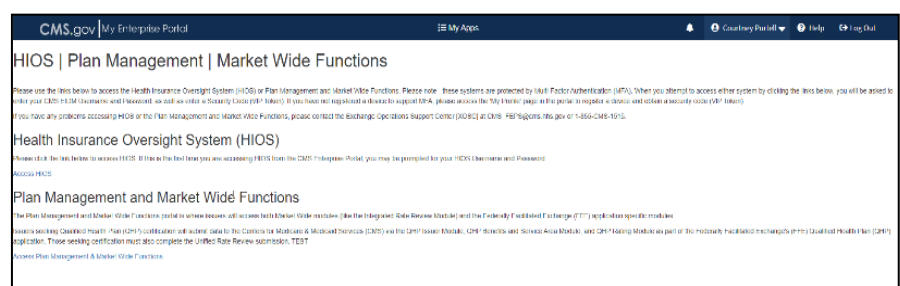 CMS.gov My Enterprise Portal My Apps Courtney Portell Help Log Out
HIOS | Plan Management | Market Wide Functions
Please use the links below to access the Health Insurance Oversight System (HIOS) or Plan Management and Market Wide Functions. Please note these systems are protected by Multi Factor Authentication (MFA). When you attempt to access either system by clicking the links below, you will be asked to
enter your CMS EIDM Username and Password, as well as enter a Security Code (VIP Token). If you have not registered a device to support MFA, please access the 'My Profile' page in the portal to register a device and obtain a security code (VIP Token).
If you have any problems accessing HIOS or the Plan Management and Market Wide Functions, please contact the Exchange Operations Support Center [XOSC] at CMS_FEPS@cms.hhs.gov or 1-855-CMS-1515.
Health Insurance Oversight System (HIOS)
Please click the link below to access HIOS. If this is the first time you are accessing HIOS from the CMS Enterprise Portal, you may be prompted for your HIOS Username and Password
Access HIOS
Plan Management and Market Wide Functions
The Plan Management and Market Wide Functions portal is where issuers will access both Market Wide modules (like the Integrated Rate Review Module) and the Federally Facilitated Exchange (FFE) application specific modules
Issuers seeking Qualified Health Plan (QHP) certification will submit data to the Centers for Medicare & Medicaid Services (CMS) via the QHP Issuer Module, QHP Benefits and Service Area Module, and QHP Rating Module as part of the Federally Facilitated Exchange's (FFE) Qualified Health Plan (QHP)
application. Those seeking certification must also complete the Unified Rate Review submission. TEST
Access Plan Management & Market Wide Functions